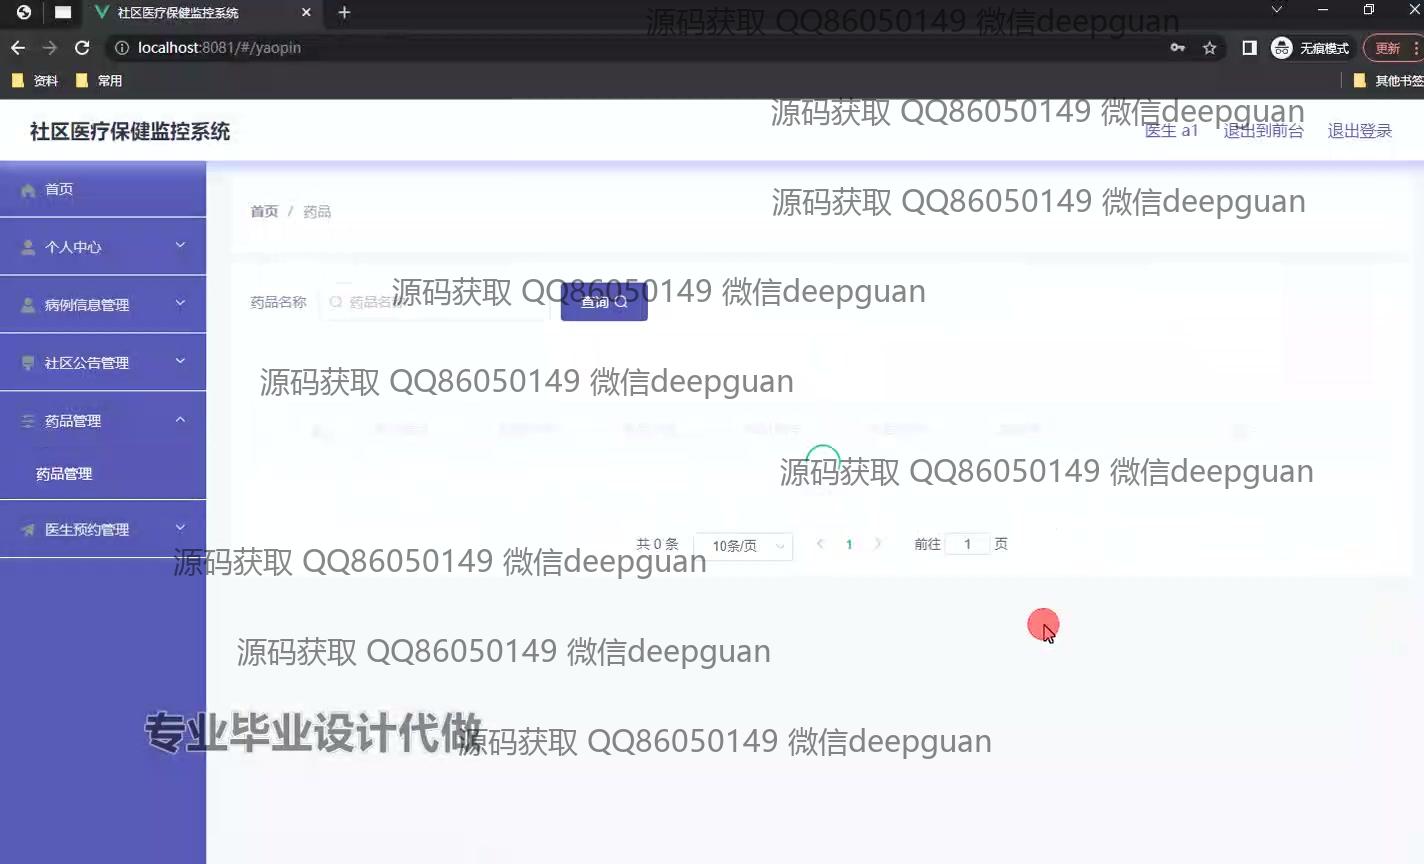 社区医疗保健监控系统
源码获取 QQ86050149 微信deepguan
localhost:8081/#/yaopin
无痕模式
更新
资料
常用
其他书签
源码获取 QQ86050149 微信deepguan
社区医疗保健监控系统
医生 a1
退出到前台
退出登录
首页
源码获取 QQ86050149 微信deepguan
首页 / 药品
个人中心
源码获取 QQ86050149 微信deepguan
药品名称
药品名称
查询
病例信息管理
社区公告管理
源码获取 QQ86050149 微信deepguan
药品管理
药品管理
源码获取 QQ86050149 微信deepguan
医生预约管理
共 0 条
10条/页
1
前往 1 页
源码获取 QQ86050149 微信deepguan
源码获取 QQ86050149 微信deepguan
专业毕业设计代做
源码获取 QQ86050149 微信deepguan